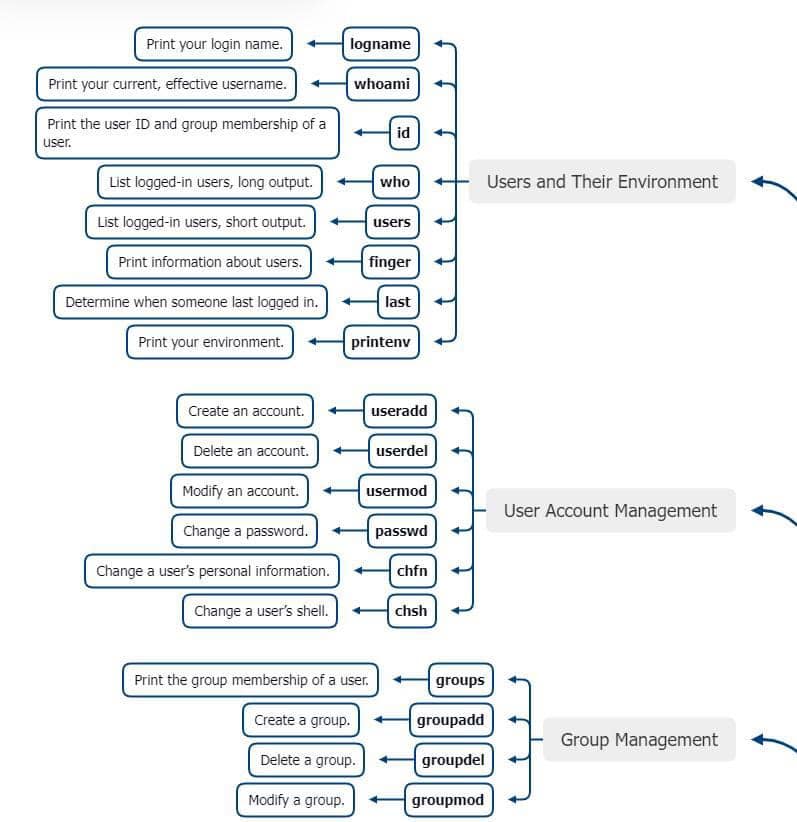 Print your login name.
logname
Print your current, effective username.
whoami
Print the user ID and group membership of a
user.
id
List logged-in users, long output.
who
Users and Their Environment
List logged-in users, short output.
users
Print information about users.
finger
Determine when someone last logged in.
last
Print your environment.
printenv
Create an account.
useradd
Delete an account.
userdel
Modify an account.
usermod
User Account Management
Change a password.
passwd
Change a user’s personal information.
chfn
Change a user’s shell.
chsh
Print the group membership of a user.
groups
Create a group.
groupadd
Group Management
Delete a group.
groupdel
Modify a group.
groupmod